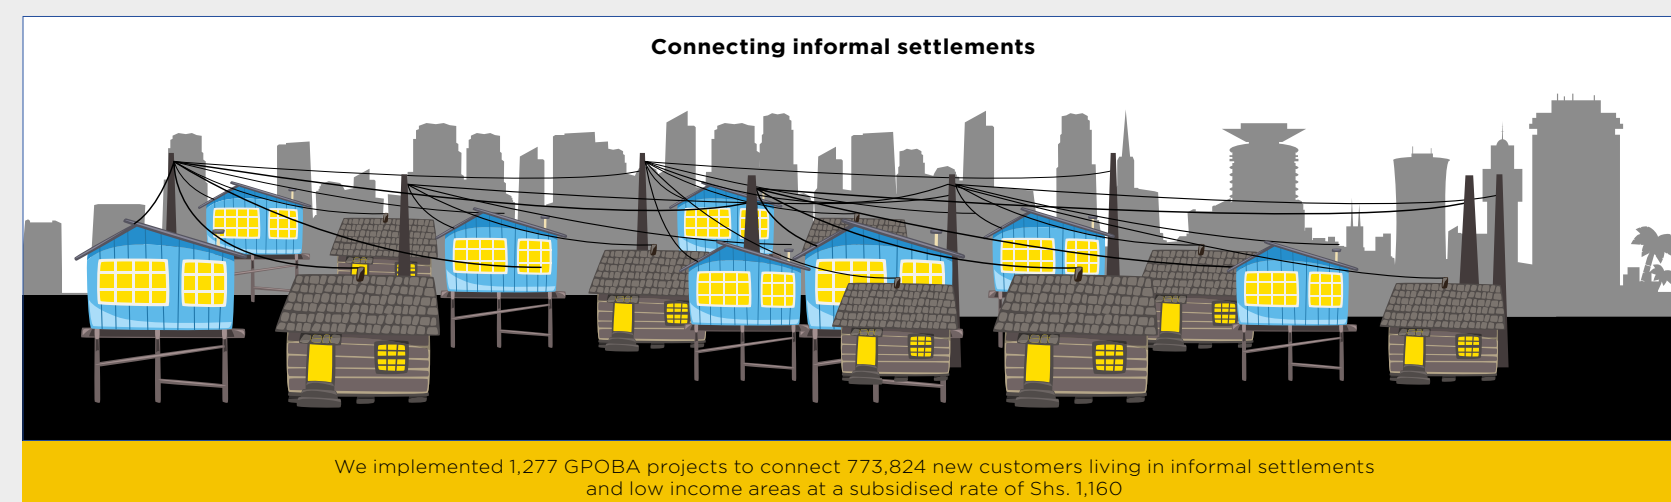 Connecting informal settlements
We implemented 1,277 GPOBA projects to connect 773,824 new customers living in informal settlements
and low income areas at a subsidised rate of Shs. 1,160